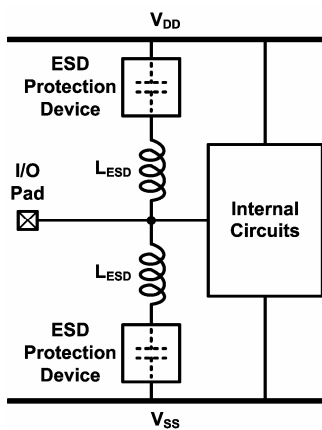 VDD
ESD
Protection
Device
LESD
I/O
Pad
Internal
Circuits
LESD
ESD
Protection
Device
VSS